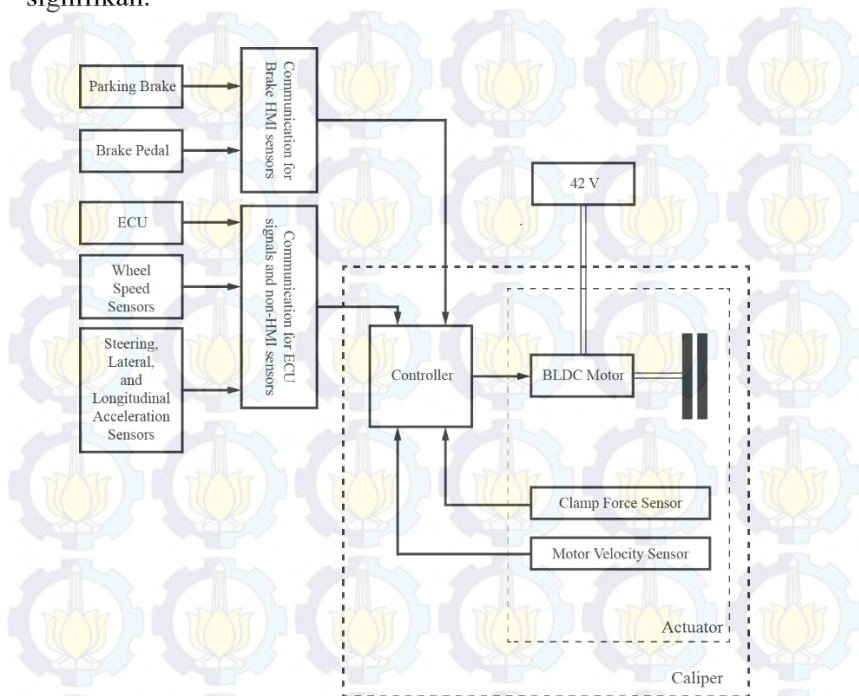 signifikan.
Parking Brake
Brake Pedal
Communication for
Brake HMI sensors
ECU
Wheel
Speed
Sensors
Steering,
Lateral,
and
Longitudinal
Acceleration
Sensors
Communication for ECU
signals and non-HMI sensors
42 V
Controller
BLDC Motor
Clamp Force Sensor
Motor Velocity Sensor
Actuator
Caliper